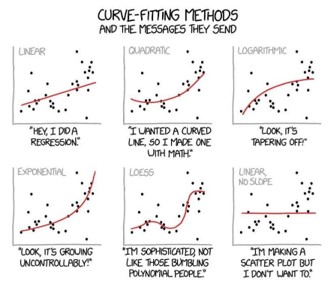 CURVE-FITTING METHODS
AND THE MESSAGES THEY SEND
LINEAR
QUADRATIC
LOGARITHMIC
"HEY, I DID A
REGRESSION."
"I WANTED A CURVED
LINE, SO I MADE ONE
WITH MATH."
"LOOK, IT'S
TAPERING OFF!"
EXPONENTIAL
LOESS
LINEAR,
NO SLOPE
"LOOK, IT'S GROWING
UNCONTROLLABLY!"
"I'M SOPHISTICATED, NOT
LIKE THOSE BUMBLING
POLYNOMIAL PEOPLE."
"I'M MAKING A
SCATTER PLOT BUT
I DON'T WANT TO."